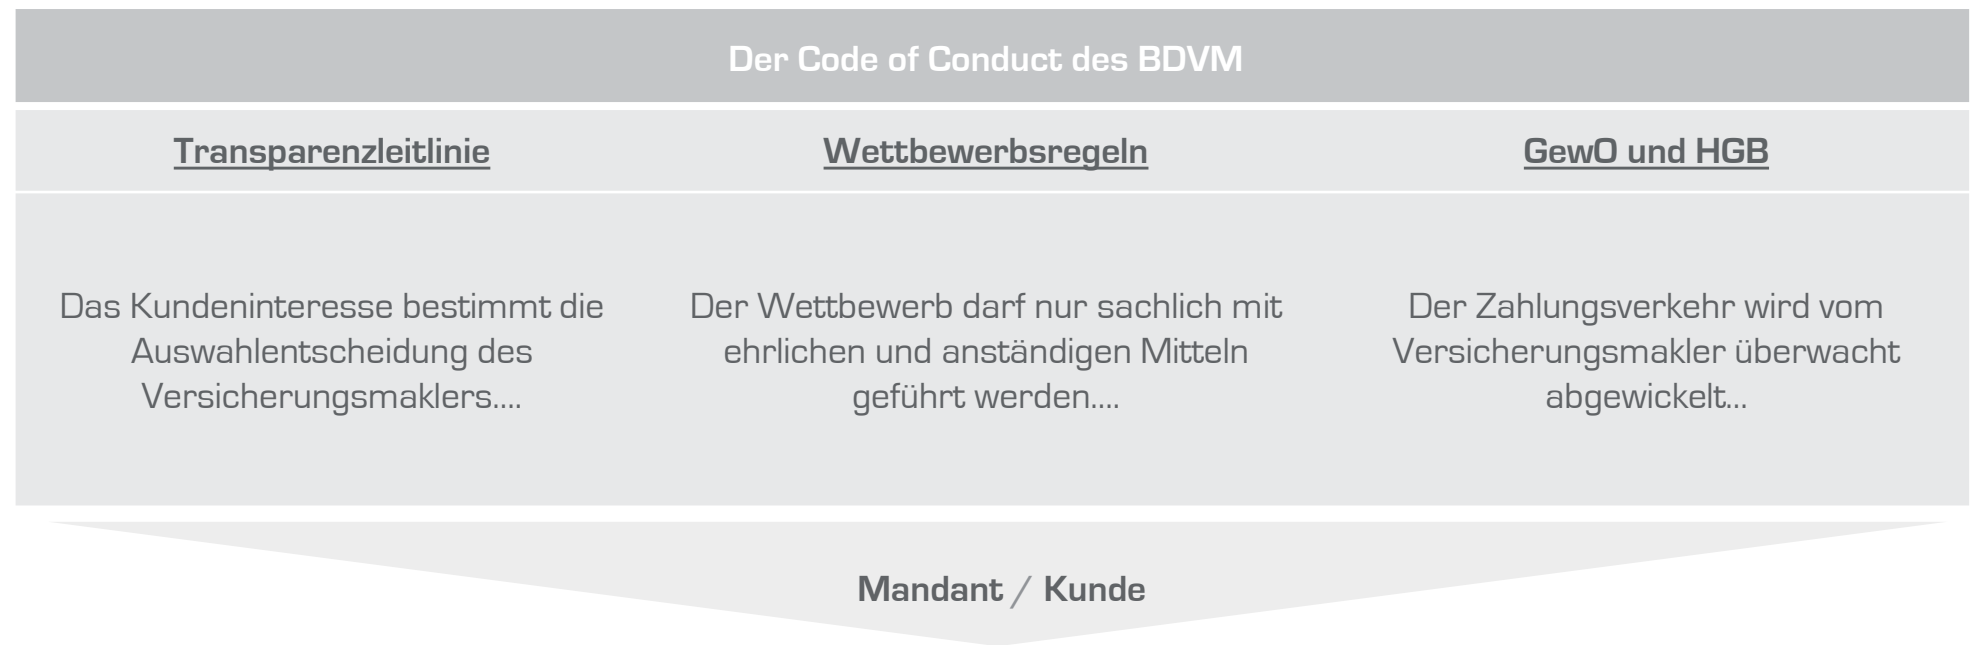 Der Code of Conduct des BDVM
Transparenzleitlinie
Wettbewerbsregeln
GewO und HGB
Das Kundeninteresse bestimmt die
Auswahlentscheidung des
Versicherungsmaklers....
Der Wettbewerb darf nur sachlich mit
ehrlichen und anständigen Mitteln
geführt werden....
Der Zahlungsverkehr wird vom
Versicherungsmakler überwacht
abgewickelt...
Mandant / Kunde